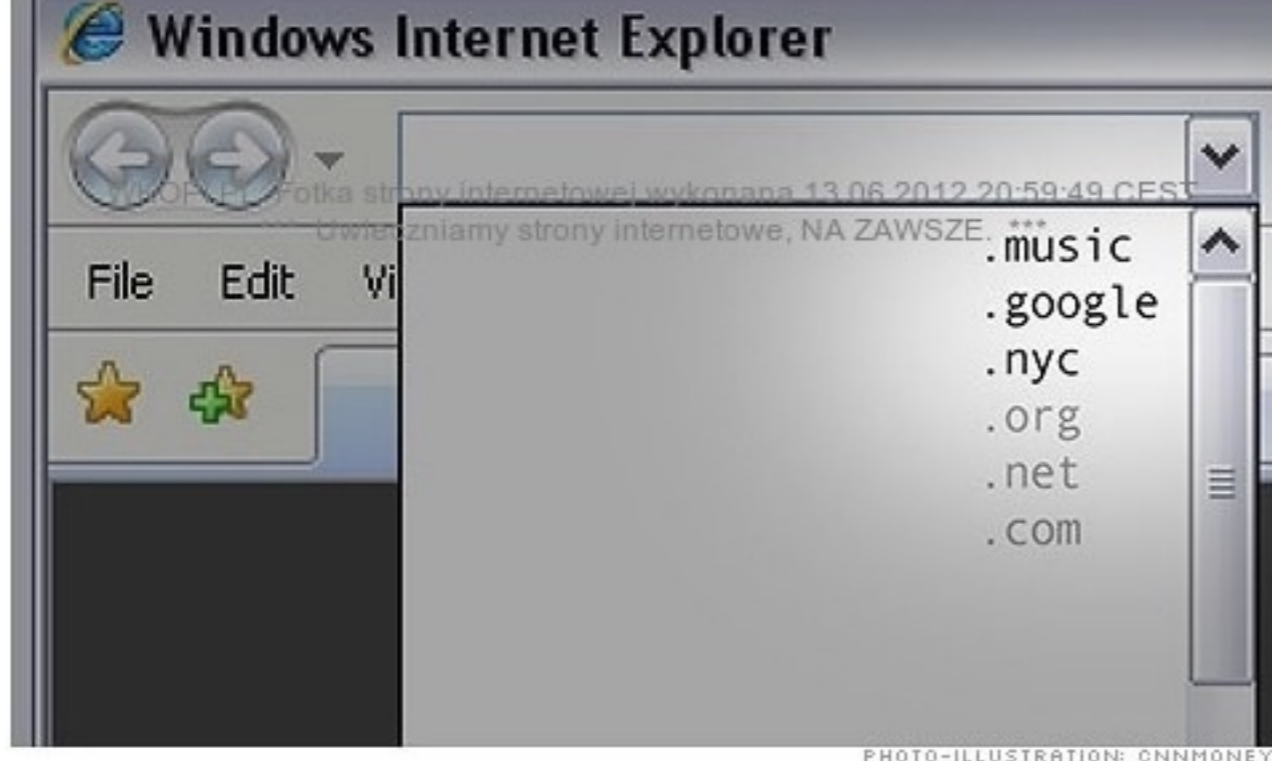 Windows Internet Explorer
Fotka strony internetowej wykonana 13.06.2012 20:59:49 CEST
*** Uwieczniamy strony internetowe, NA ZAWSZE. ***
.music
File Edit Vi
.google
.nyc
.org
.net
.com
PHOTO-ILLUSTRATION: CNNMONEY